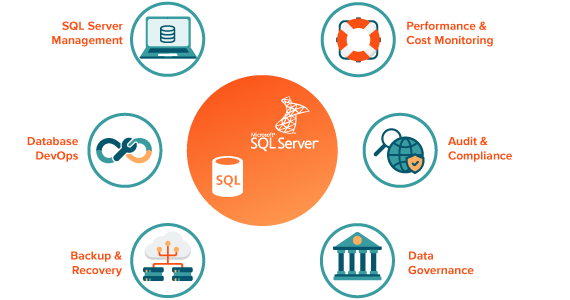 SQL Server
Management
Performance &
Cost Monitoring
Microsoft®
SQL Server
SQL
Database
DevOps
Audit &
Compliance
Backup &
Recovery
Data
Governance